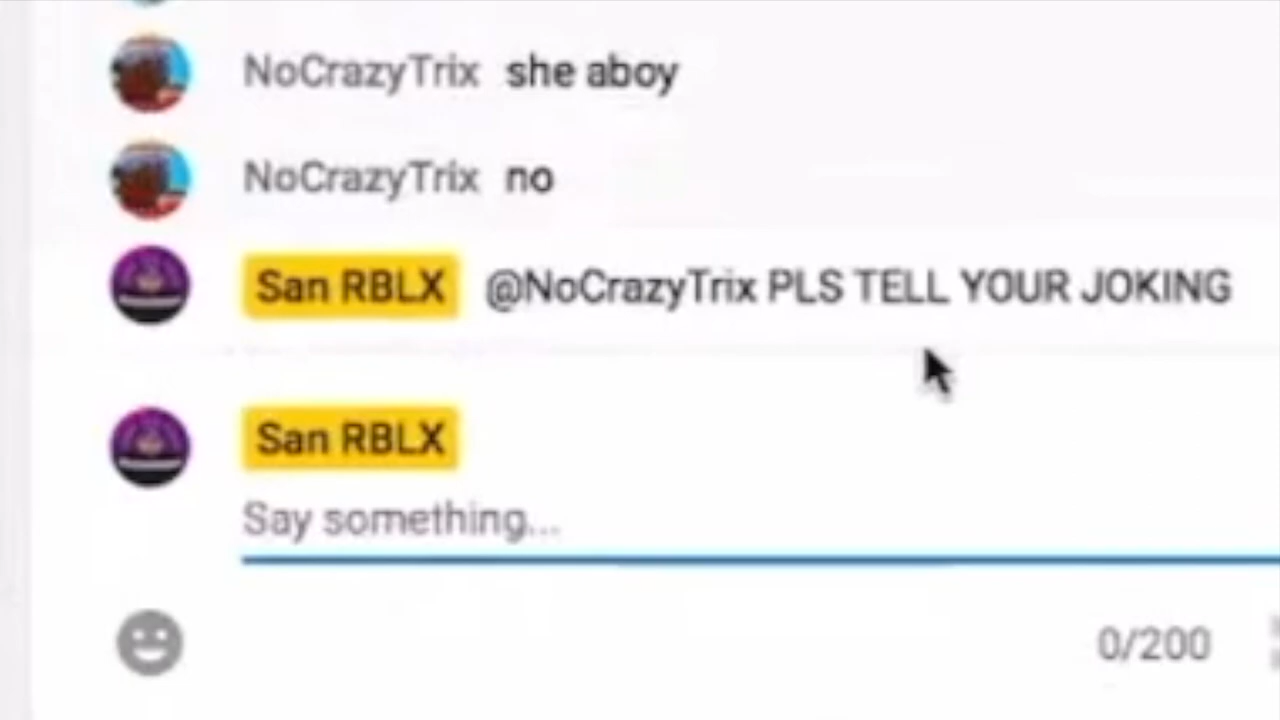 NoCrazyTrix she aboy
NoCrazyTrix no
San RBLX @NoCrazyTrix PLS TELL YOUR JOKING
San RBLX
Say something...
0/200